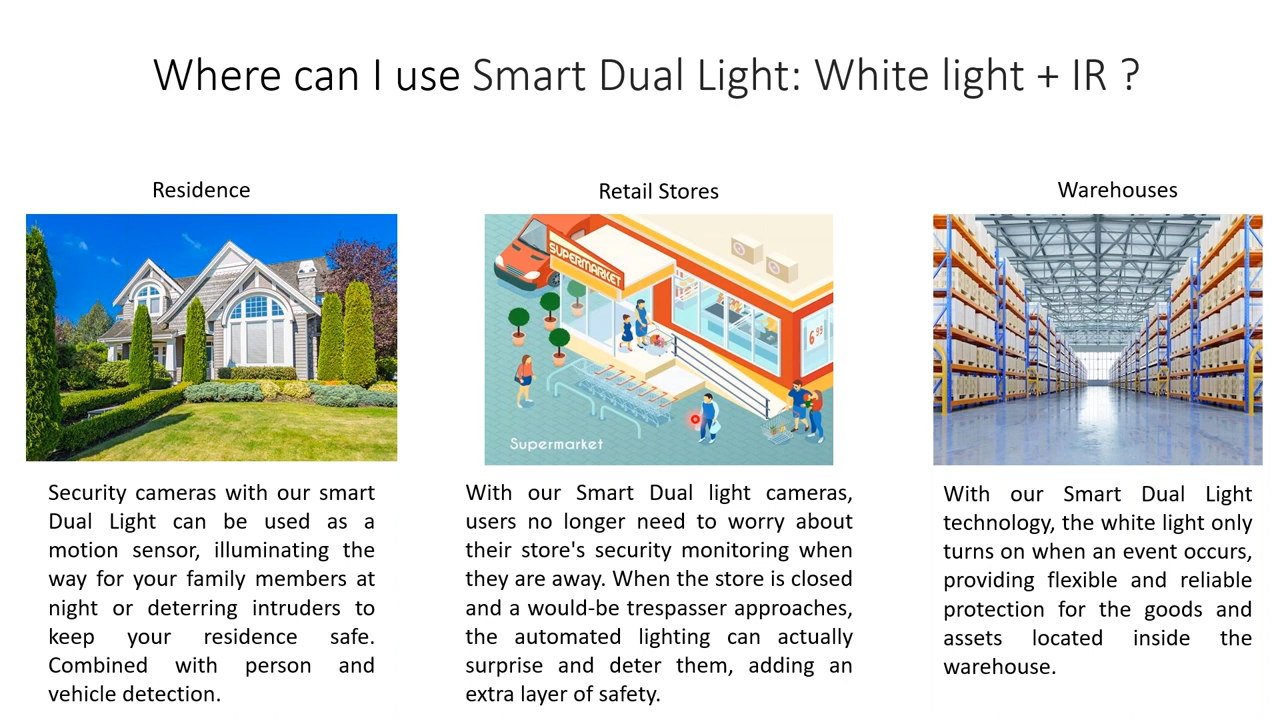 Where can I use Smart Dual Light: White light + IR ?
Residence
Retail Stores
Warehouses
SUPERMARKET
6.99
Supermarket
Security cameras with our smart
Dual Light can be used as a
motion sensor, illuminating the
way for your family members at
night or deterring intruders to
keep your residence safe.
Combined with person and
vehicle detection.
With our Smart Dual light cameras,
users no longer need to worry about
their store's security monitoring when
they are away. When the store is closed
and a would-be trespasser approaches,
the automated lighting can actually
surprise and deter them, adding an
extra layer of safety.
With our Smart Dual Light
technology, the white light only
turns on when an event occurs,
providing flexible and reliable
protection for the goods and
assets located inside the
warehouse.